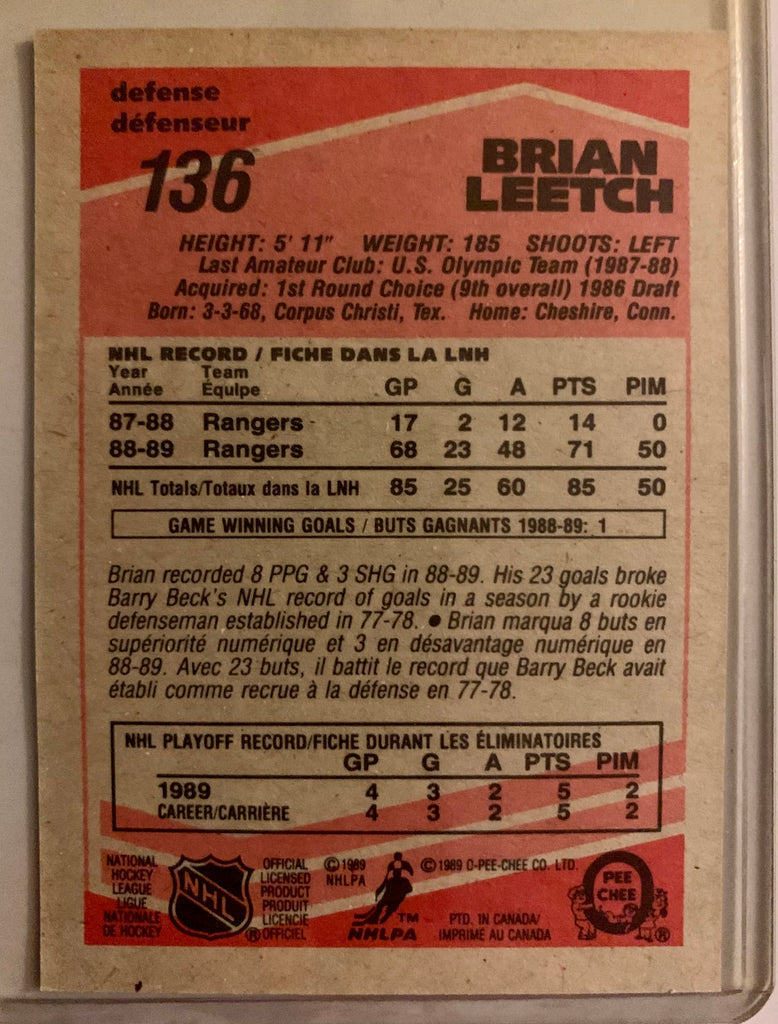 defense
défenseur
136
BRIAN
LEETCH
HEIGHT: 5' 11" WEIGHT: 185 SHOOTS: LEFT
Last Amateur Club: U.S. Olympic Team (1987-88)
Acquired: 1st Round Choice (9th overall) 1986 Draft
Born: 3-3-68, Corpus Christi, Tex. Home: Cheshire, Conn.
NHL RECORD / FICHE DANS LA LNH
Year Team
Année Équipe GP G A PTS PIM
87-88 Rangers 17 2 12 14 0
88-89 Rangers 68 23 48 71 50
NHL Totals/Totaux dans la LNH 85 25 60 85 50
GAME WINNING GOALS / BUTS GAGNANTS 1988-89: 1
Brian recorded 8 PPG & 3 SHG in 88-89. His 23 goals broke
Barry Beck's NHL record of goals in a season by a rookie
defenseman established in 77-78. ● Brian marqua 8 buts en
supériorité numérique et 3 en désavantage numérique en
88-89. Avec 23 buts, il battit le record que Barry Beck avait
établi comme recrue à la défense en 77-78.
NHL PLAYOFF RECORD/FICHE DURANT LES ÉLIMINATOIRES
GP G A PTS PIM
1989 4 3 2 5 2
CAREER/CARRIÈRE 4 3 2 5 2
NATIONAL
HOCKEY
LEAGUE
LIGUE
NATIONALE
DE HOCKEY
NHL
®
OFFICIAL
LICENSED
PRODUCT
PRODUIT
LICENCIE
OFFICIEL
© 1989
NHLPA
TM
NHLPA
© 1989 O-PEE-CHEE CO. LTD.
PTD. IN CANADA/
IMPRIMÉ AU CANADA
PEE
CHEE
®